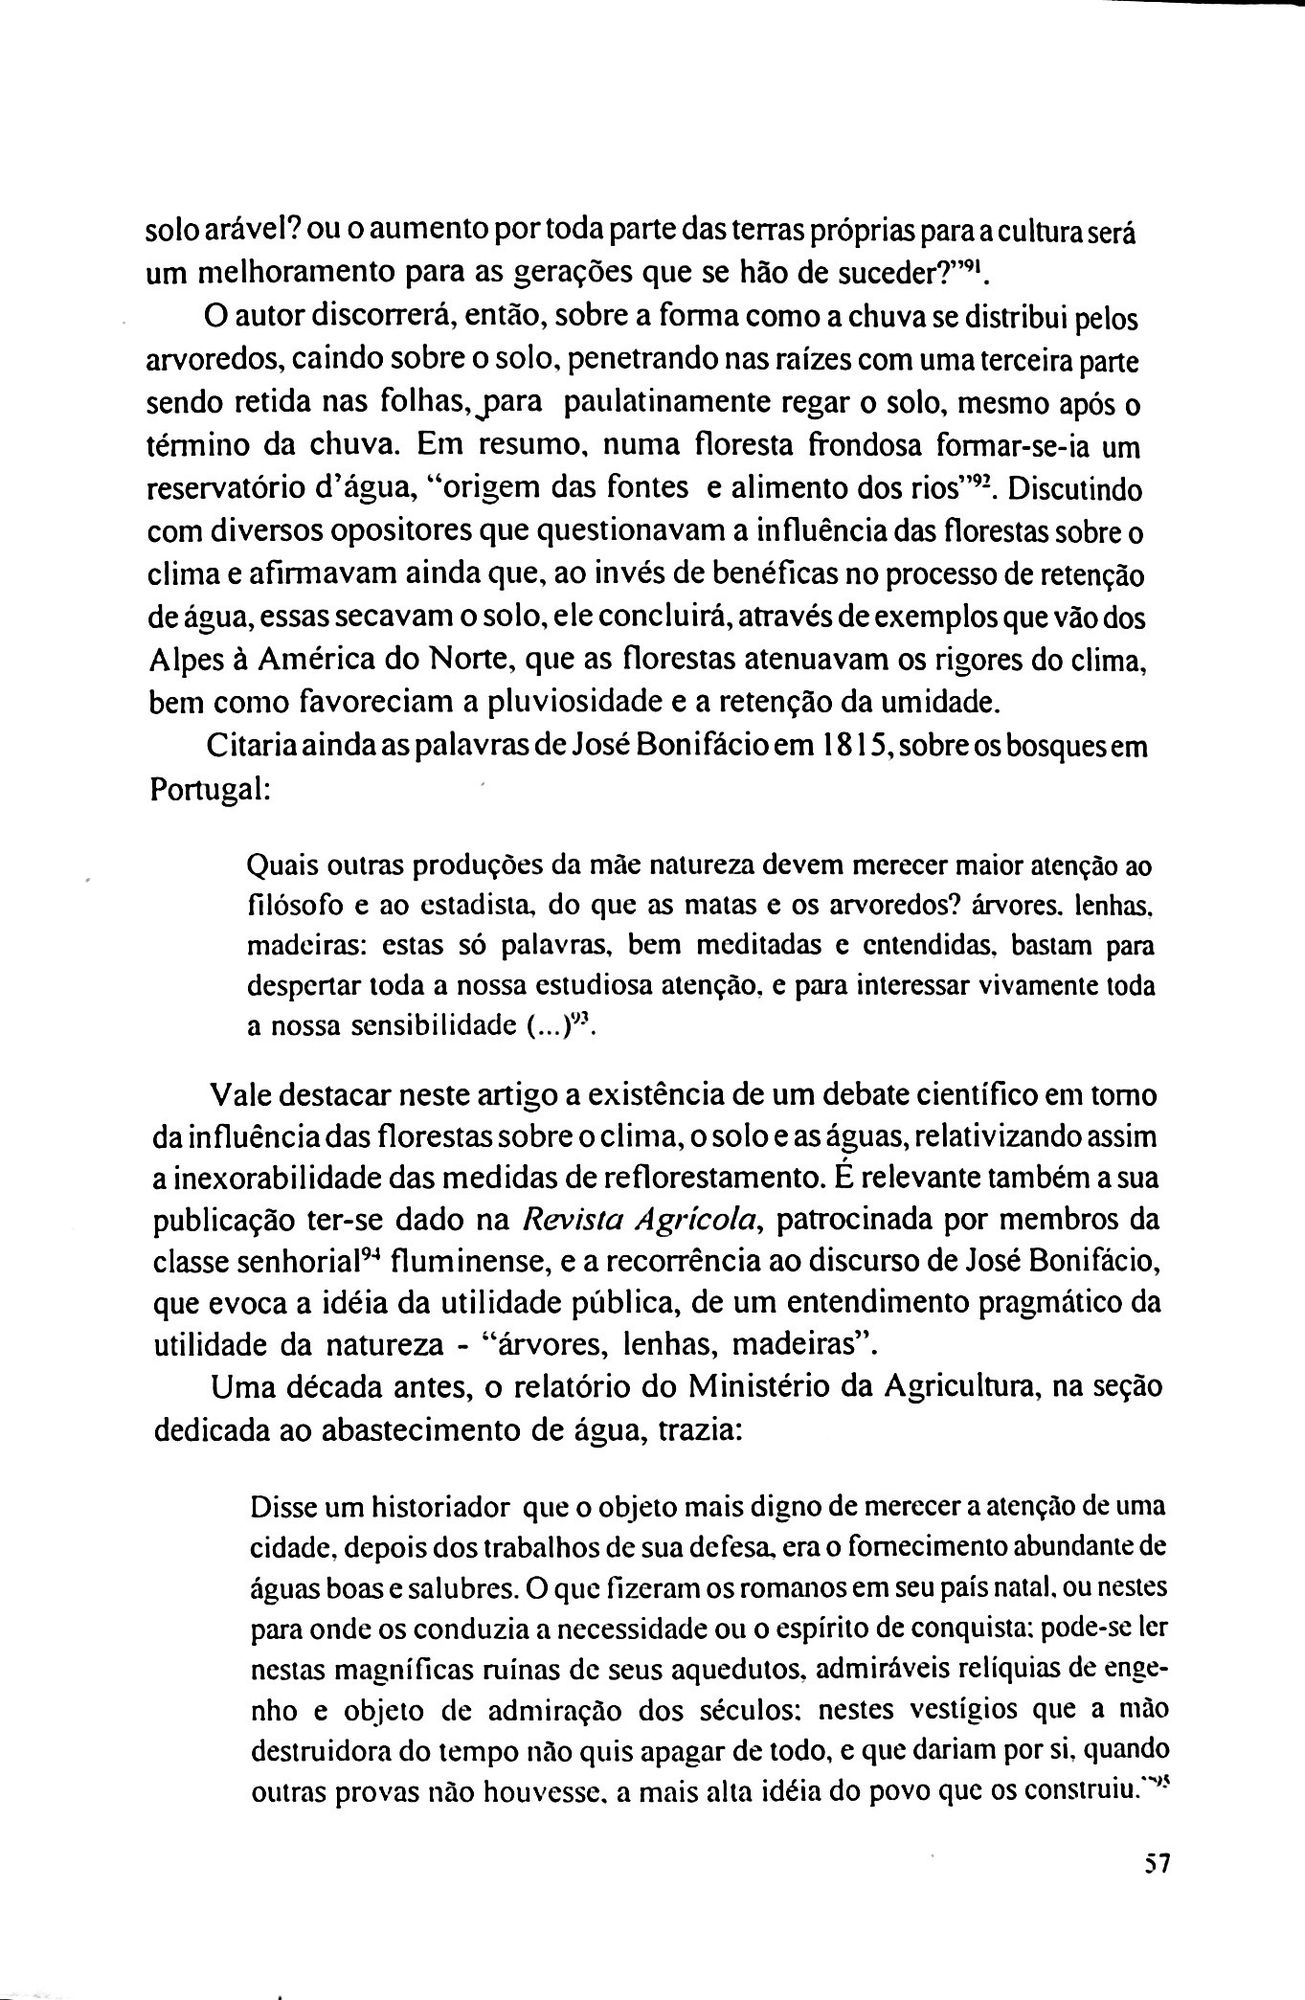 solo arável? ou o aumento por toda parte das terras próprias para a cultura será
um melhoramento para as gerações que se hão de suceder?”⁹¹.
O autor discorrerá, então, sobre a forma como a chuva se distribui pelos
arvoredos, caindo sobre o solo, penetrando nas raízes com uma terceira parte
sendo retida nas folhas, para paulatinamente regar o solo, mesmo após o
término da chuva. Em resumo, numa floresta frondosa formar-se-ia um
reservatório d’água, “origem das fontes e alimento dos rios”⁹². Discutindo
com diversos opositores que questionavam a influência das florestas sobre o
clima e afirmavam ainda que, ao invés de benéficas no processo de retenção
de água, essas secavam o solo, ele concluirá, através de exemplos que vão dos
Alpes à América do Norte, que as florestas atenuavam os rigores do clima,
bem como favoreciam a pluviosidade e a retenção da umidade.
Citaria ainda as palavras de José Bonifácio em 1815, sobre os bosques em
Portugal:
Quais outras produções da mãe natureza devem merecer maior atenção ao
filósofo e ao estadista, do que as matas e os arvoredos? árvores, lenhas,
madeiras: estas só palavras, bem meditadas e entendidas, bastam para
despertar toda a nossa estudiosa atenção, e para interessar vivamente toda
a nossa sensibilidade (...)⁹³.
Vale destacar neste artigo a existência de um debate científico em torno
da influência das florestas sobre o clima, o solo e as águas, relativizando assim
a inexorabilidade das medidas de reflorestamento. É relevante também a sua
publicação ter-se dado na Revista Agrícola, patrocinada por membros da
classe senhorial⁹⁴ fluminense, e a recorrência ao discurso de José Bonifácio,
que evoca a idéia da utilidade pública, de um entendimento pragmático da
utilidade da natureza - “árvores, lenhas, madeiras”.
Uma década antes, o relatório do Ministério da Agricultura, na seção
dedicada ao abastecimento de água, trazia:
Disse um historiador que o objeto mais digno de merecer a atenção de uma
cidade, depois dos trabalhos de sua defesa, era o fornecimento abundante de
águas boas e salubres. O que fizeram os romanos em seu país natal, ou nestes
para onde os conduzia a necessidade ou o espírito de conquista: pode-se ler
nestas magníficas ruínas de seus aquedutos, admiráveis relíquias de enge-
nho e objeto de admiração dos séculos: nestes vestígios que a mão
destruidora do tempo não quis apagar de todo, e que dariam por si, quando
outras provas não houvesse, a mais alta idéia do povo que os construiu.”⁹⁵
57